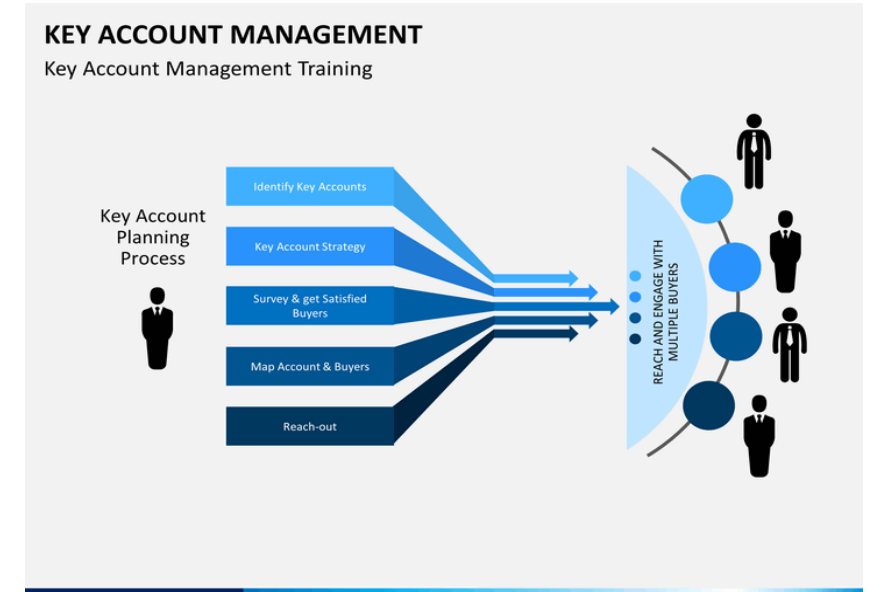 KEY ACCOUNT MANAGEMENT
Key Account Management Training
Key Account
Planning
Process
Identify Key Accounts
Key Account Strategy
Survey & get Satisfied
Buyers
Map Account & Buyers
Reach-out
REACH AND ENGAGE WITH
MULTIPLE BUYERS